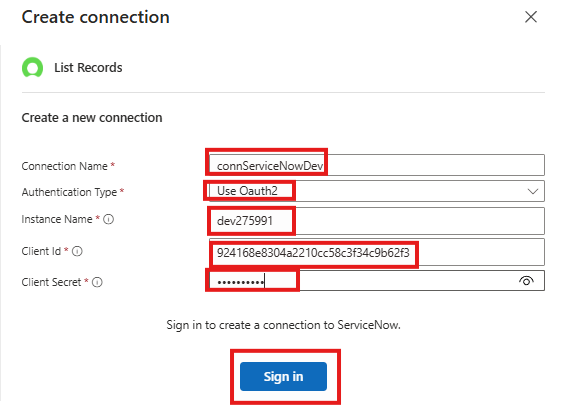 Create connection
List Records
Create a new connection
Connection Name *
connServiceNowDev
Authentication Type *
Use Oauth2
Instance Name *
dev275991
Client Id *
924168e8304a2210cc58c3f34c9b62f3
Client Secret *
••••••••••
Sign in to create a connection to ServiceNow.
Sign in